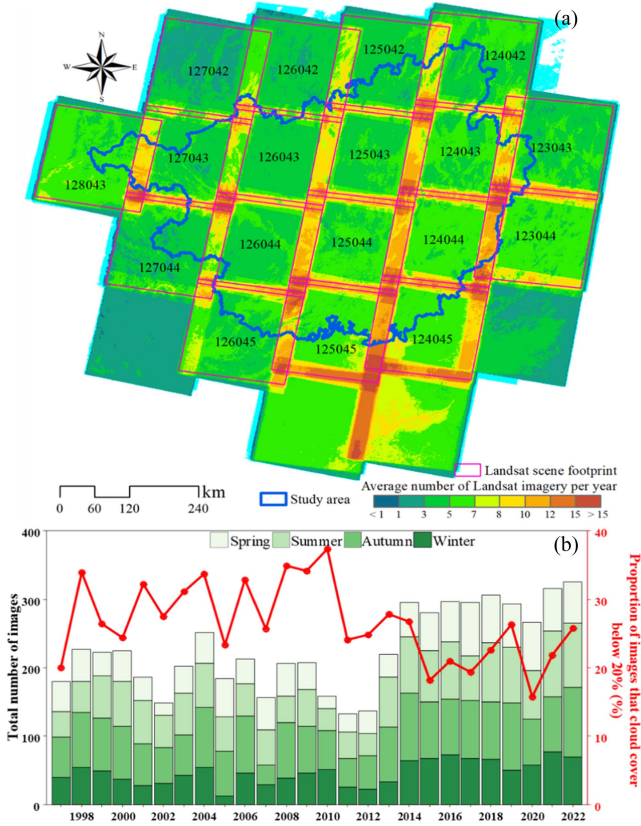 (a)
N
W E
S
127042
126042
125042
124042
128043
127043
126043
125043
124043
123043
127044
126044
125044
124044
123044
126045
125045
124045
Landsat scene footprint
km
0 60 120 240
Study area
Average number of Landsat imagery per year
< 1 1 3 5 7 8 10 12 15 > 15
(b)
Spring Summer Autumn Winter
Total number of images
400
300
200
100
0
1998 2000 2002 2004 2006 2008 2010 2012 2014 2016 2018 2020 2022
40
30
20
10
0
Proportion of images that cloud cover
below 20% (%)